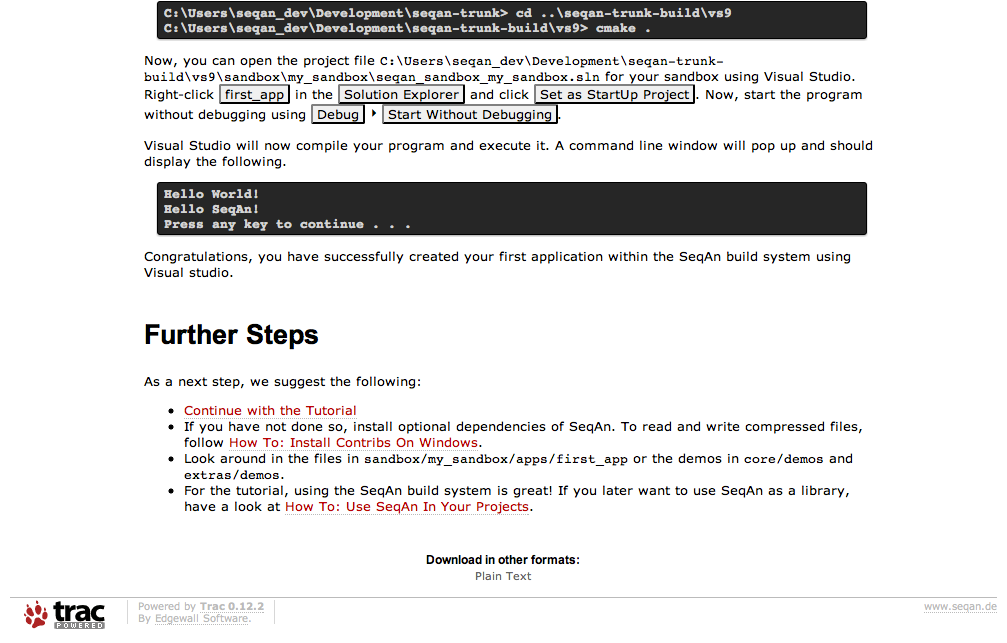 C:\Users\seqan_dev\Development\seqan-trunk> cd ..\seqan-trunk-build\vs9
C:\Users\seqan_dev\Development\seqan-trunk-build\vs9> cmake .
Now, you can open the project file C:\Users\seqan_dev\Development\seqan-trunk-
build\vs9\sandbox\my_sandbox\seqan_sandbox_my_sandbox.sln for your sandbox using Visual Studio.
Right-click first_app in the Solution Explorer and click Set as StartUp Project. Now, start the program
without debugging using Debug ‣ Start Without Debugging.
Visual Studio will now compile your program and execute it. A command line window will pop up and should
display the following.
Hello World!
Hello SeqAn!
Press any key to continue . . .
Congratulations, you have successfully created your first application within the SeqAn build system using
Visual studio.
Further Steps
As a next step, we suggest the following:
• Continue with the Tutorial
• If you have not done so, install optional dependencies of SeqAn. To read and write compressed files,
follow How To: Install Contribs On Windows.
• Look around in the files in sandbox/my_sandbox/apps/first_app or the demos in core/demos and
extras/demos.
• For the tutorial, using the SeqAn build system is great! If you later want to use SeqAn as a library,
have a look at How To: Use SeqAn In Your Projects.
Download in other formats:
Plain Text
trac
POWERED
Powered by Trac 0.12.2
By Edgewall Software.
www.seqan.de